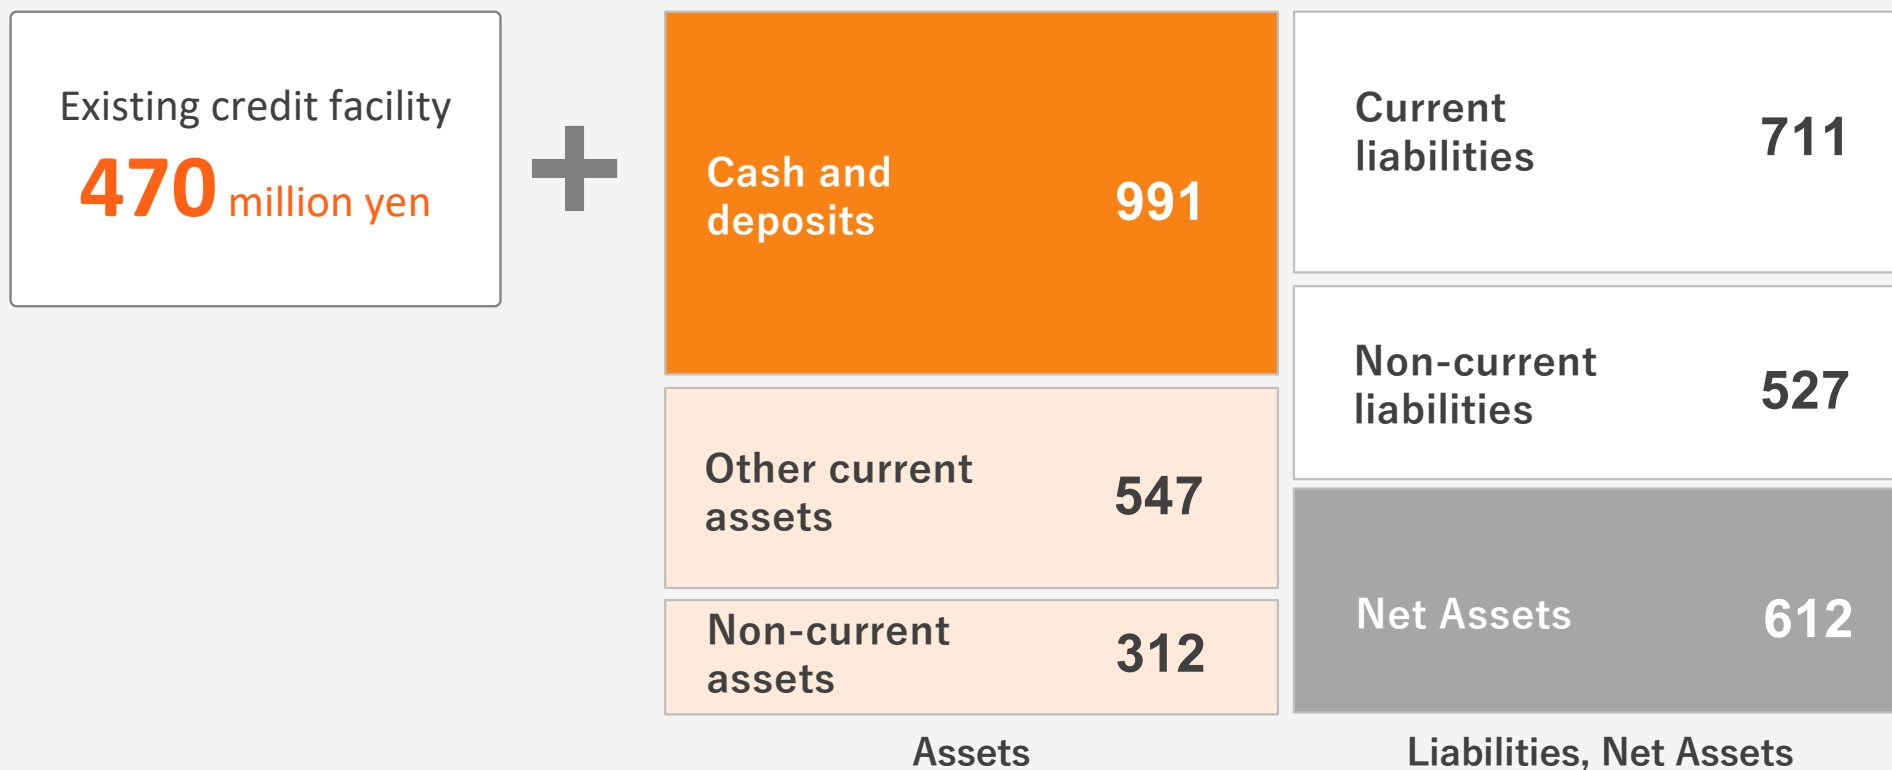 Existing credit facility
470 million yen
Cash and
deposits
991
Other current
assets
547
Non-current
assets
312
Assets
Current
liabilities
711
Non-current
liabilities
527
Net Assets
612
Liabilities, Net Assets